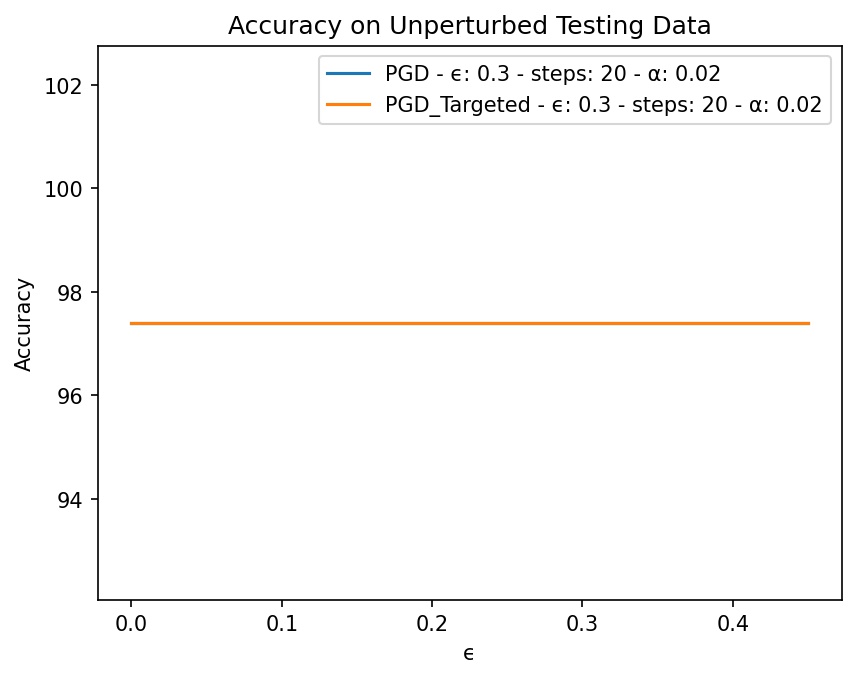 Accuracy on Unperturbed Testing Data
PGD - ϵ: 0.3 - steps: 20 - α: 0.02
PGD_Targeted - ϵ: 0.3 - steps: 20 - α: 0.02
102
100
98
96
94
Accuracy
0.0
0.1
0.2
0.3
0.4
ϵ